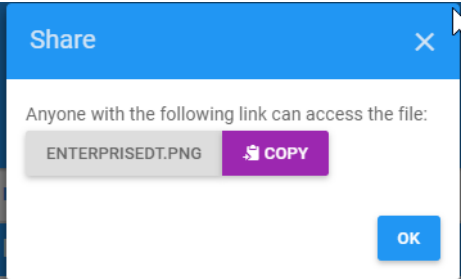 Share
Anyone with the following link can access the file:
ENTERPRISEDT.PNG COPY
OK